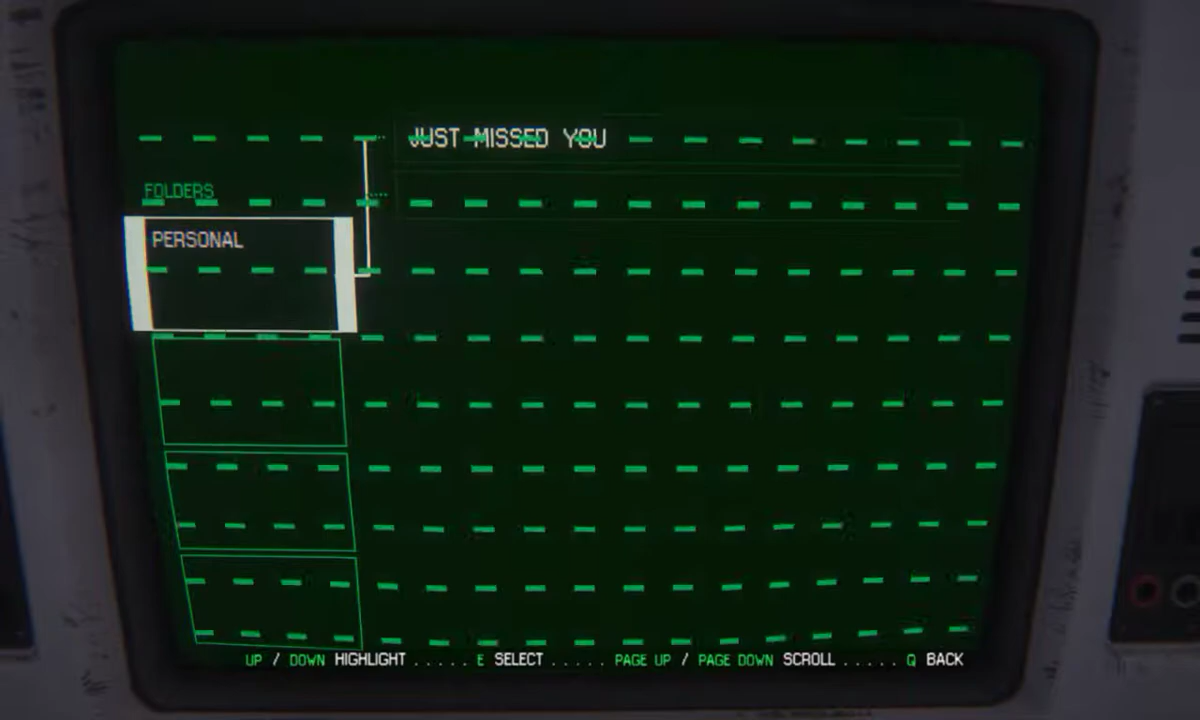 JUST MISSED YOU
FOLDERS
PERSONAL
UP / DOWN HIGHLIGHT ..... E SELECT ..... PAGE UP / PAGE DOWN SCROLL ..... Q BACK